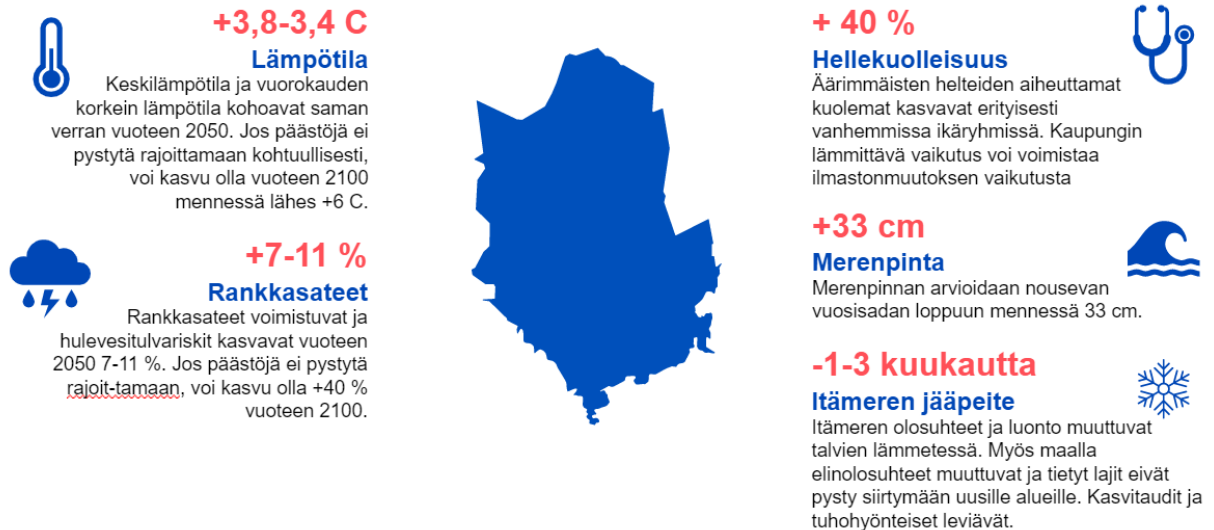 +3,8-3,4 C
Lämpötila
Keskilämpötila ja vuorokauden
korkein lämpötila kohoavat saman
verran vuoteen 2050. Jos päästöjä ei
pystytä rajoittamaan kohtuullisesti,
voi kasvu olla vuoteen 2100
mennessä lähes +6 C.
+7-11 %
Rankkasateet
Rankkasateet voimistuvat ja
hulevesitulvariskit kasvavat vuoteen
2050 7-11 %. Jos päästöjä ei pystytä
rajoit-tamaan, voi kasvu olla +40 %
vuoteen 2100.
+ 40 %
Hellekuolleisuus
Äärimmäisten helteiden aiheuttamat
kuolemat kasvavat erityisesti
vanhemmissa ikäryhmissä. Kaupungin
lämmittävä vaikutus voi voimistaa
ilmastonmuutoksen vaikutusta
+33 cm
Merenpinta
Merenpinnan arvioidaan nousevan
vuosisadan loppuun mennessä 33 cm.
-1-3 kuukautta
Itämeren jääpeite
Itämeren olosuhteet ja luonto muuttuvat
talvien lämmetessä. Myös maalla
elinolosuhteet muuttuvat ja tietyt lajit eivät
pysty siirtymään uusille alueille. Kasvitaudit ja
tuhohyönteiset leviävät.